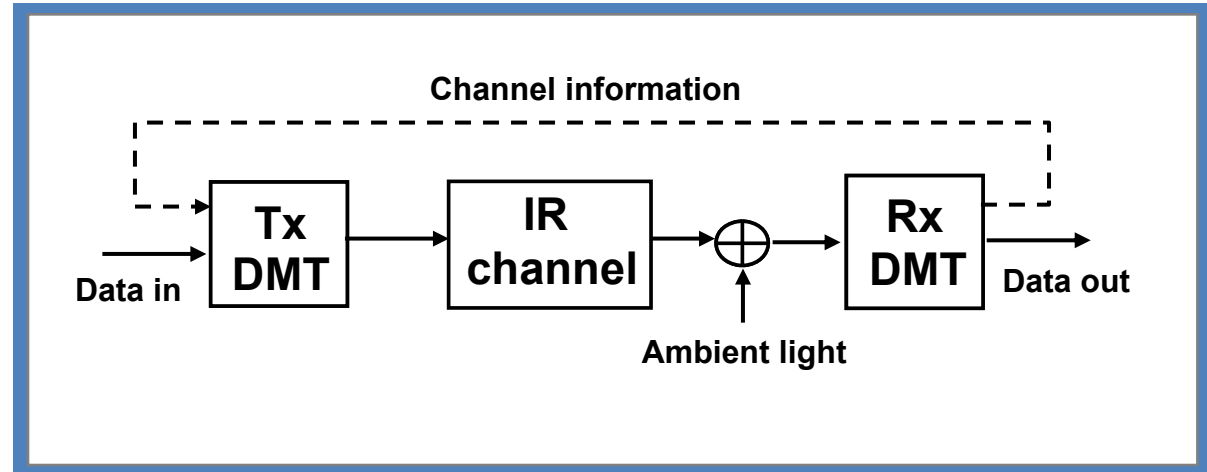 Channel information
Tx
DMT
IR
channel
Rx
DMT
Data in
Data out
Ambient light